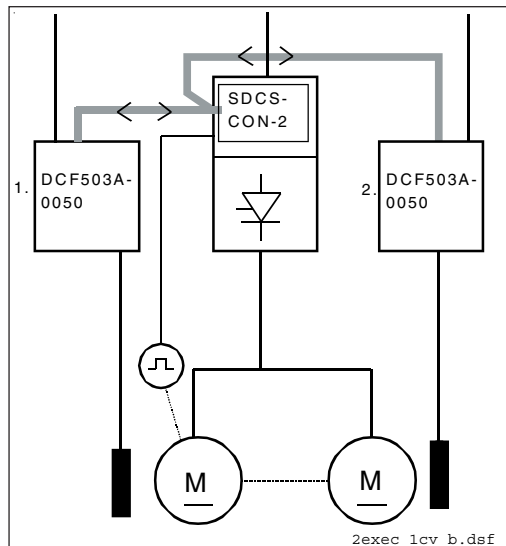 SDCS-
CON-2
1.
DCF503A-
0050
2.
DCF503A-
0050
M
M
2exec 1cv b.dsf